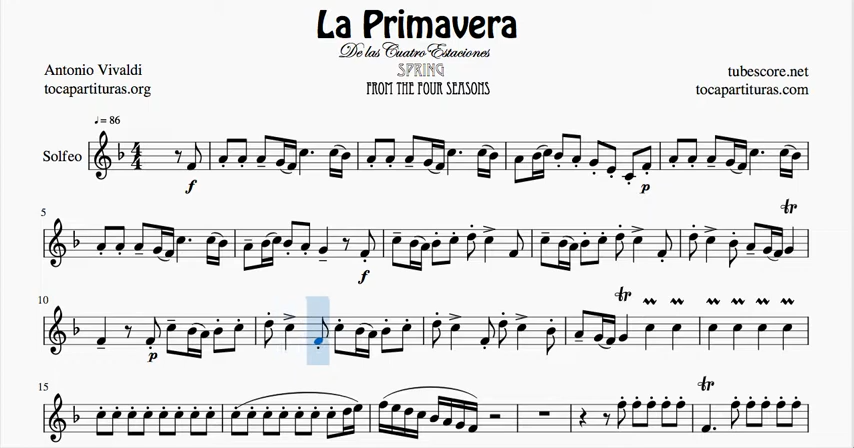 La Primavera
De las Cuatro Estaciones
Antonio Vivaldi SPRING tubescore.net
tocapartituras.org FROM THE FOUR SEASONS tocapartituras.com
♩ = 86
Solfeo
f p
5 tr
f
10 tr
p
15 tr